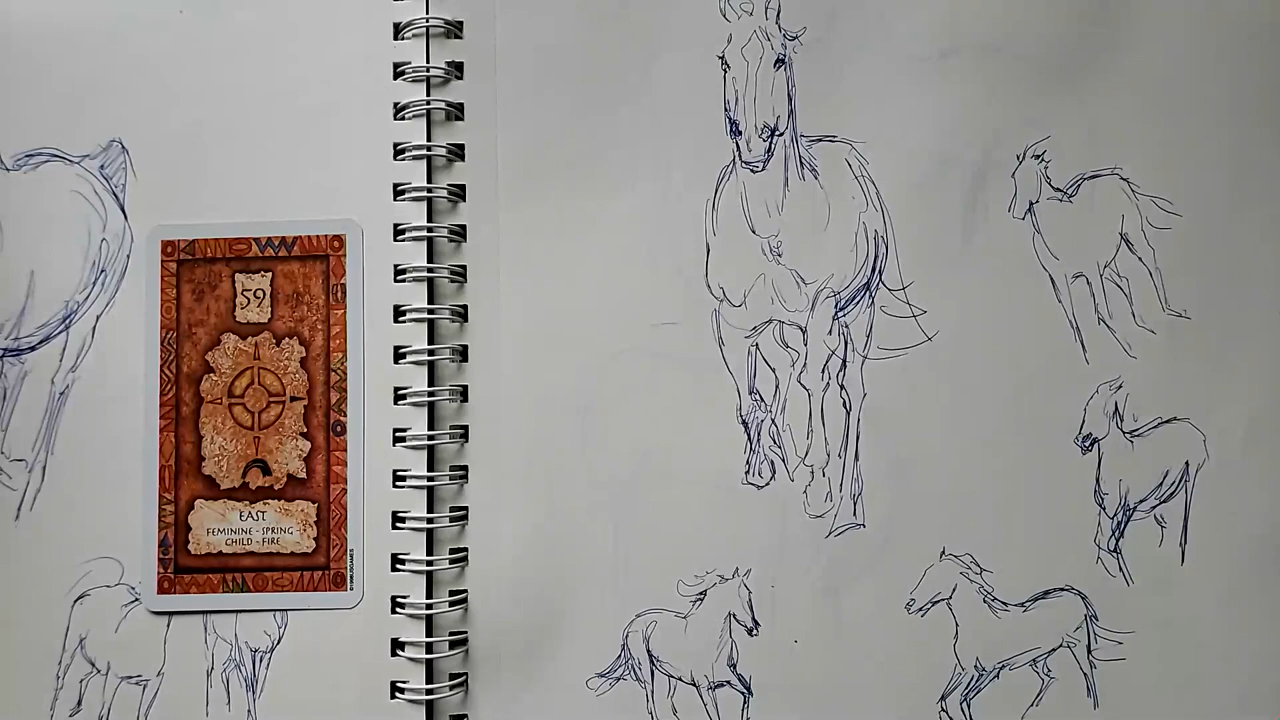 59
EAST
FEMININE - SPRING -
CHILD - FIRE